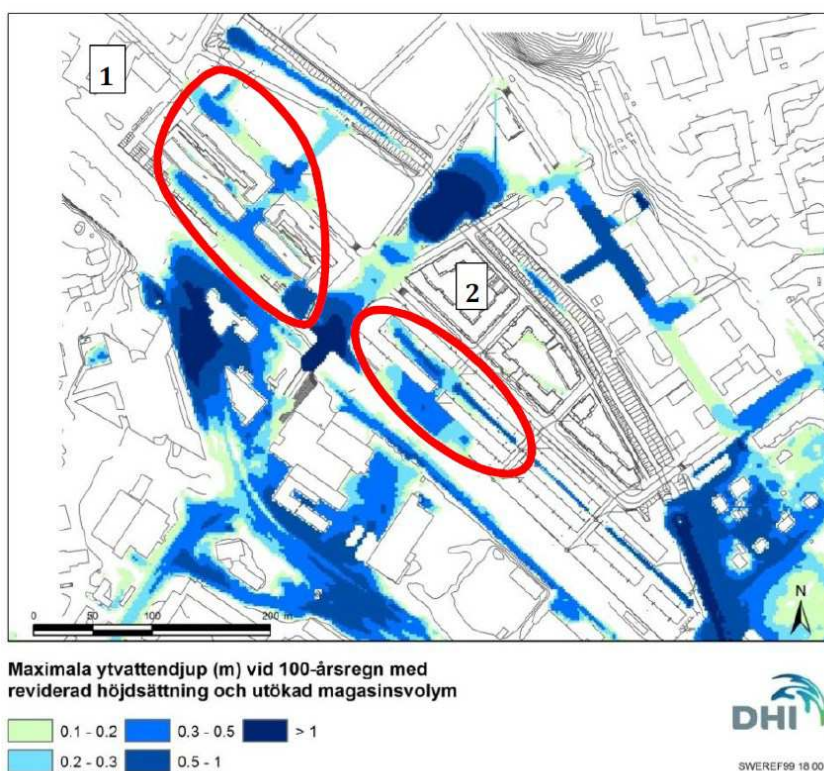 1
2
N
0 50 100 200 m
Maximala ytvattendjup (m) vid 100-årsregn med
reviderad höjdsättning och utökad magasinsvolym
0.1 - 0.2 0.3 - 0.5 > 1
0.2 - 0.3 0.5 - 1
DHI
SWEREF99 18 00